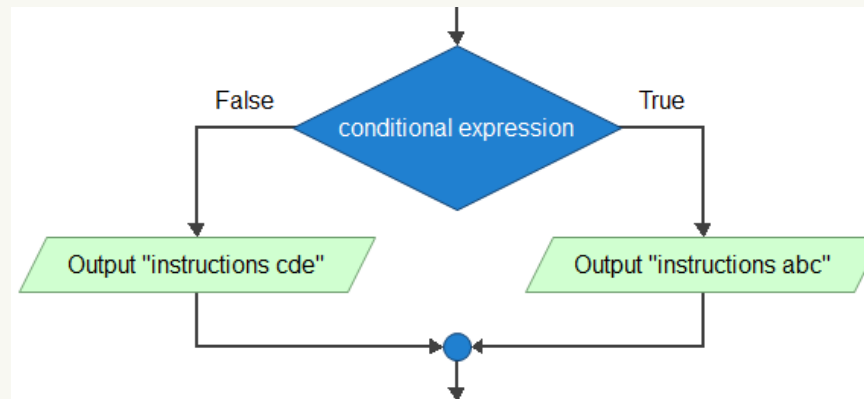 False
True
conditional expression
Output "instructions cde"
Output "instructions abc"